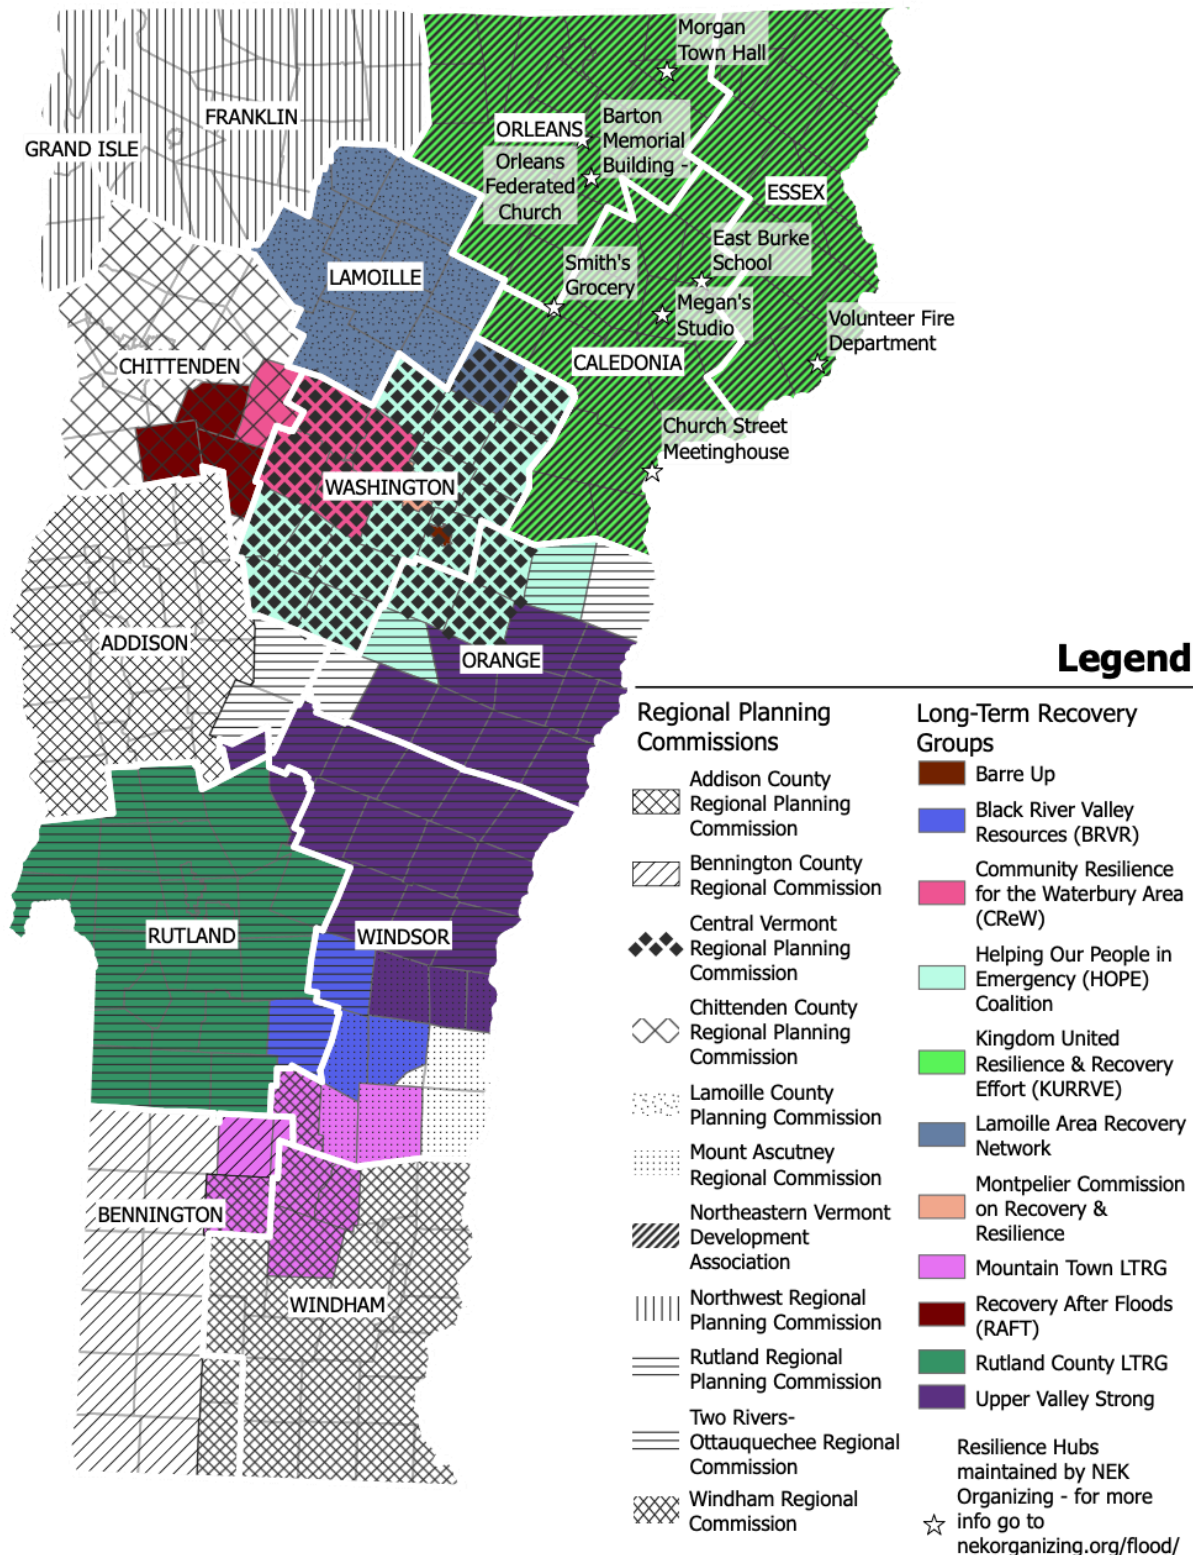 Morgan
Town Hall
FRANKLIN
GRAND ISLE
ORLEANS
Barton
Memorial
Building -
Orleans
Federated
Church
ESSEX
LAMOILLE
East Burke
School
Smith's
Grocery
Megan's
Studio
Volunteer Fire
Department
CHITTENDEN
CALEDONIA
Church Street
Meetinghouse
WASHINGTON
ADDISON
ORANGE
RUTLAND
WINDSOR
BENNINGTON
WINDHAM
Legend
Regional Planning
Commissions
Addison County
Regional Planning
Commission
Bennington County
Regional Commission
Central Vermont
Regional Planning
Commission
Chittenden County
Regional Planning
Commission
Lamoille County
Planning Commission
Mount Ascutney
Regional Commission
Northeastern Vermont
Development
Association
Northwest Regional
Planning Commission
Rutland Regional
Planning Commission
Two Rivers-
Ottauquechee Regional
Commission
Windham Regional
Commission
Long-Term Recovery
Groups
Barre Up
Black River Valley
Resources (BRVR)
Community Resilience
for the Waterbury Area
(CReW)
Helping Our People in
Emergency (HOPE)
Coalition
Kingdom United
Resilience & Recovery
Effort (KURRVE)
Lamoille Area Recovery
Network
Montpelier Commission
on Recovery &
Resilience
Mountain Town LTRG
Recovery After Floods
(RAFT)
Rutland County LTRG
Upper Valley Strong
Resilience Hubs
maintained by NEK
Organizing - for more
info go to
nekorganizing.org/flood/